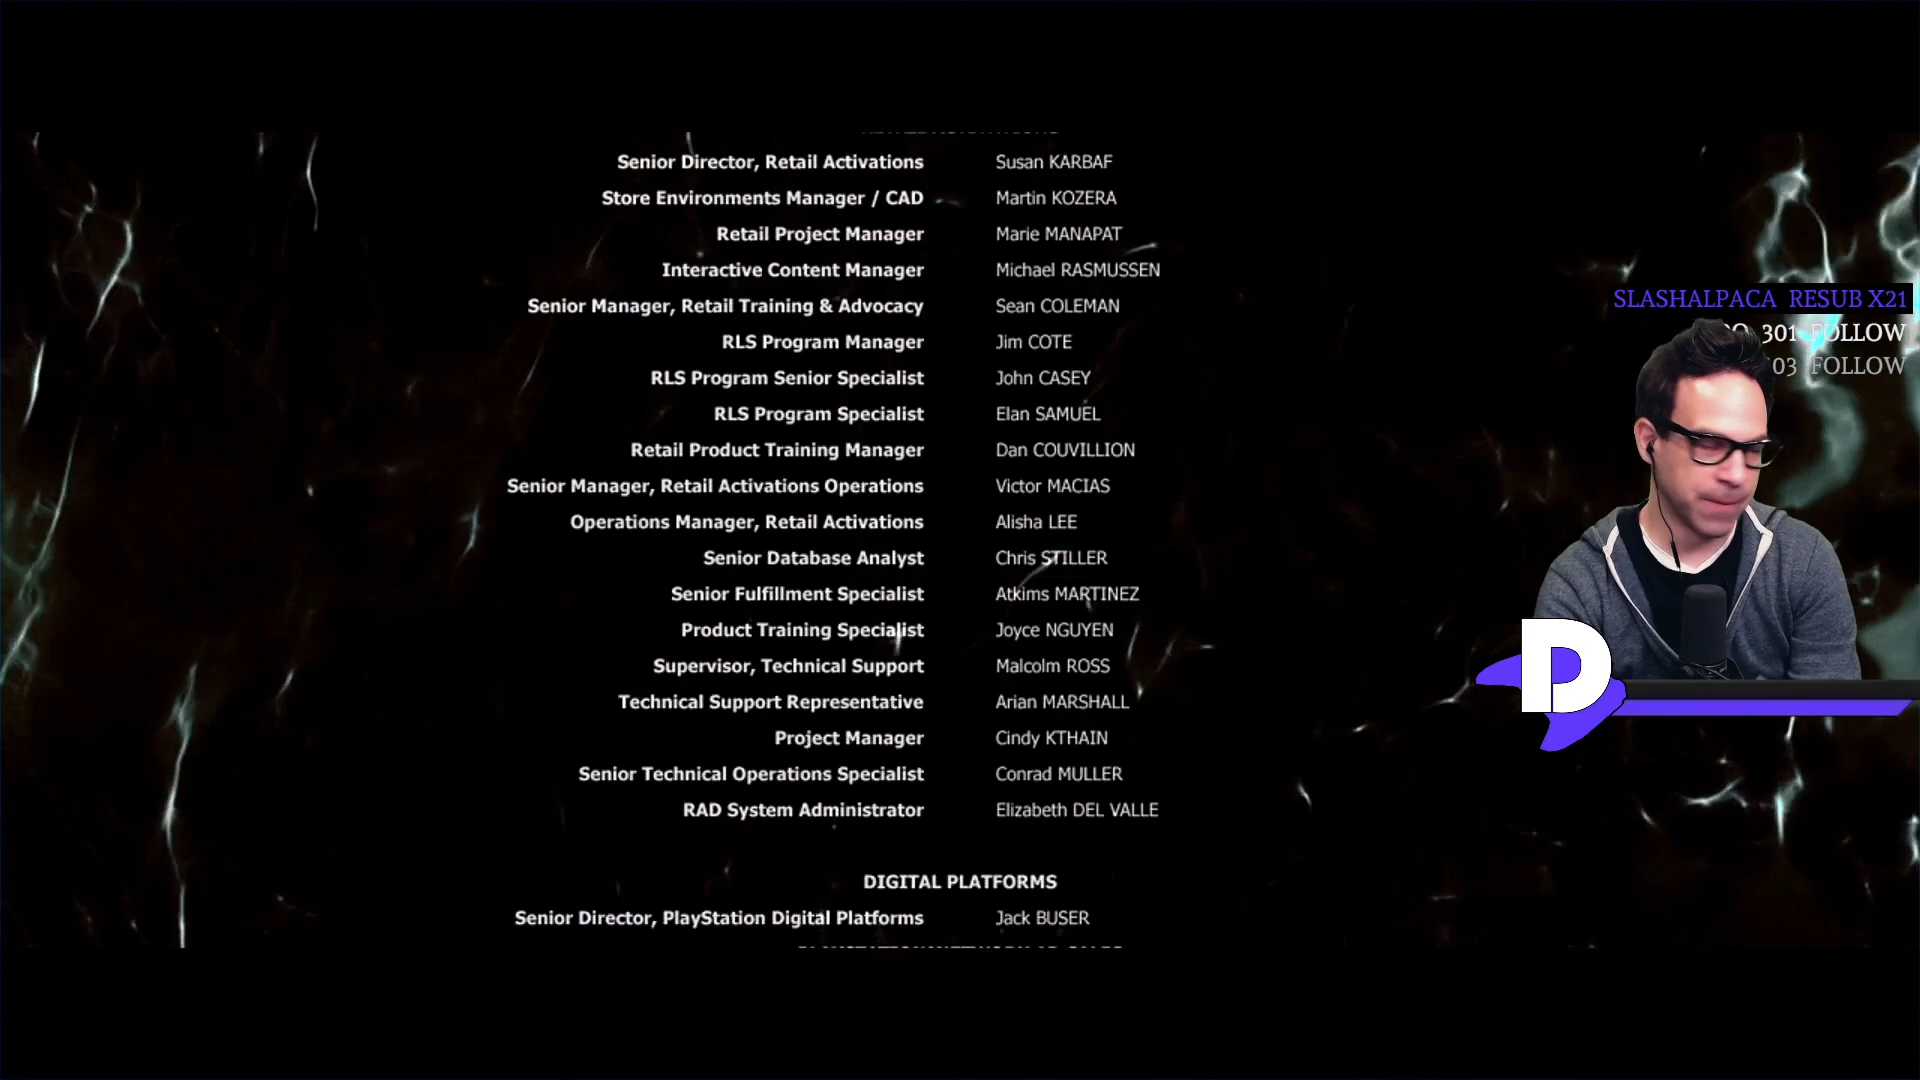 Senior Director, Retail Activations Susan KARBAF
Store Environments Manager / CAD Martin KOZERA
Retail Project Manager Marie MANAPAT
Interactive Content Manager Michael RASMUSSEN
Senior Manager, Retail Training & Advocacy Sean COLEMAN
RLS Program Manager Jim COTE
RLS Program Senior Specialist John CASEY
RLS Program Specialist Elan SAMUEL
Retail Product Training Manager Dan COUVILLION
Senior Manager, Retail Activations Operations Victor MACIAS
Operations Manager, Retail Activations Alisha LEE
Senior Database Analyst Chris STILLER
Senior Fulfillment Specialist Atkims MARTINEZ
Product Training Specialist Joyce NGUYEN
Supervisor, Technical Support Malcolm ROSS
Technical Support Representative Arian MARSHALL
Project Manager Cindy KTHAIN
Senior Technical Operations Specialist Conrad MULLER
RAD System Administrator Elizabeth DEL VALLE
DIGITAL PLATFORMS
Senior Director, PlayStation Digital Platforms Jack BUSER
SLASHALPACA RESUB X21
301 FOLLOW
03 FOLLOW
D